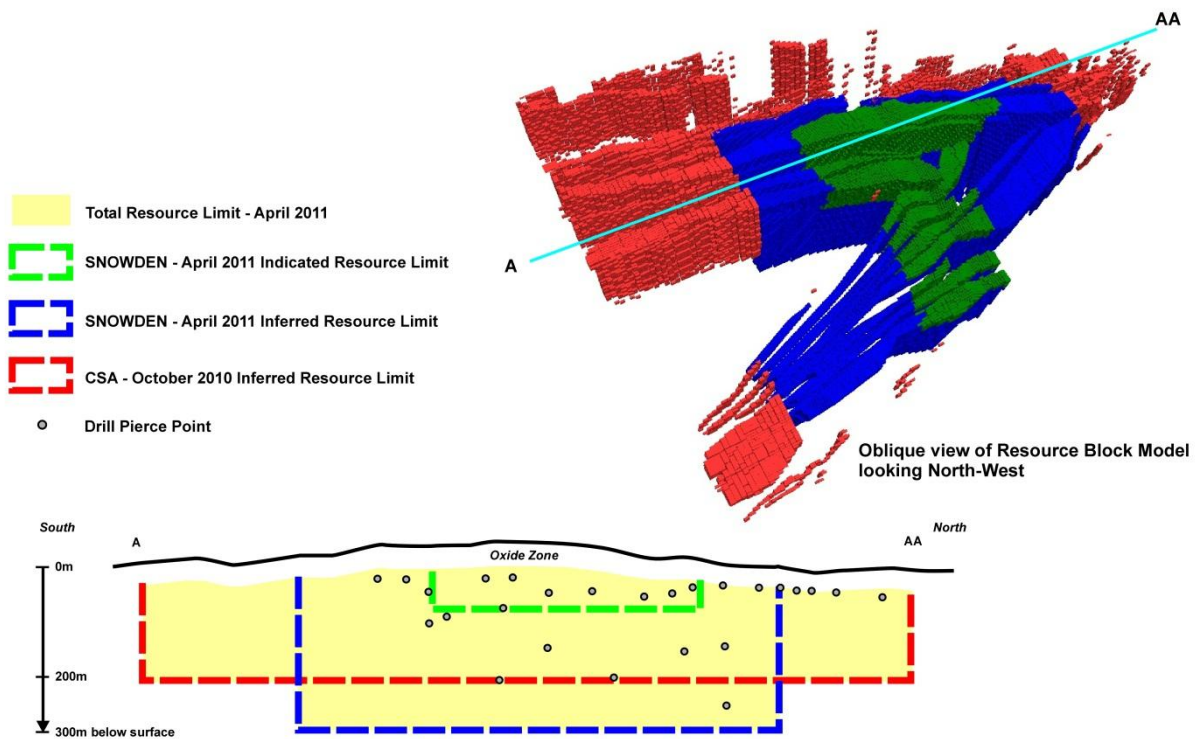 AA
A
Total Resource Limit - April 2011
SNOWDEN - April 2011 Indicated Resource Limit
SNOWDEN - April 2011 Inferred Resource Limit
CSA - October 2010 Inferred Resource Limit
Drill Pierce Point
Oblique view of Resource Block Model
looking North-West
South
North
A
AA
Oxide Zone
0m
200m
300m below surface